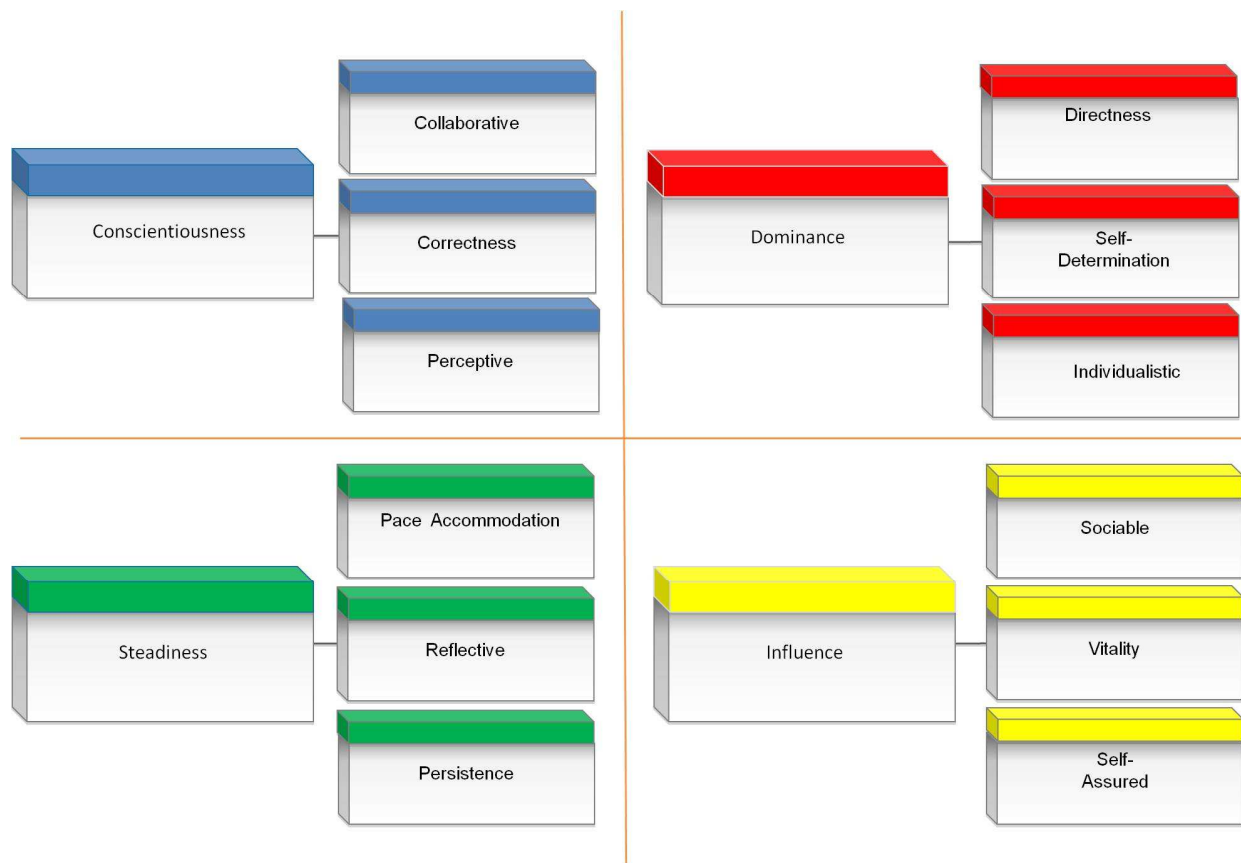 Conscientiousness
Collaborative
Correctness
Perceptive
Dominance
Directness
Self-
Determination
Individualistic
Steadiness
Pace Accommodation
Reflective
Persistence
Influence
Sociable
Vitality
Self-
Assured